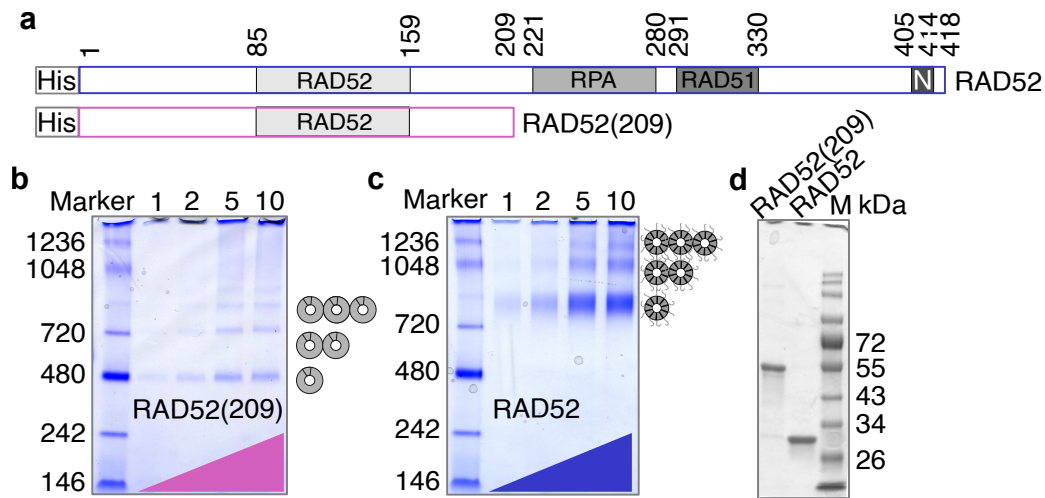 a
1 85 159 209 221 280 291 330 405 414 418
His RAD52 RPA RAD51 N RAD52
His RAD52 RAD52(209)
b
Marker 1 2 5 10
1236
1048
720
480
242
146
RAD52(209)
c
Marker 1 2 5 10
1236
1048
720
480
242
146
RAD52
d
RAD52(209)
RAD52
M kDa
72
55
43
34
26